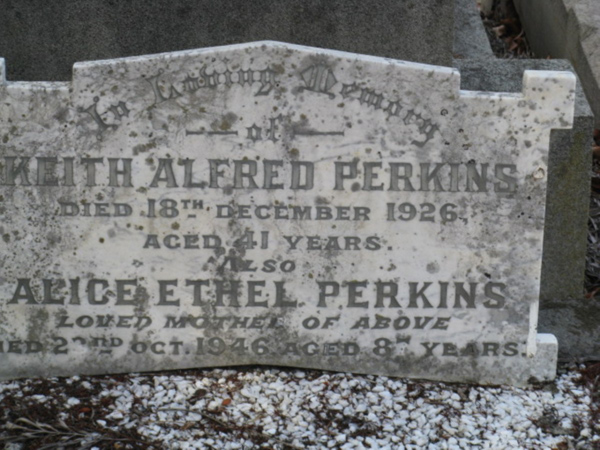 In Loving Memory
of
KEITH ALFRED PERKINS
DIED 18TH DECEMBER 1926.
AGED 41 YEARS.
ALSO
ALICE ETHEL PERKINS
LOVED MOTHER OF ABOVE
OCT. 1946 AGED YEARS.